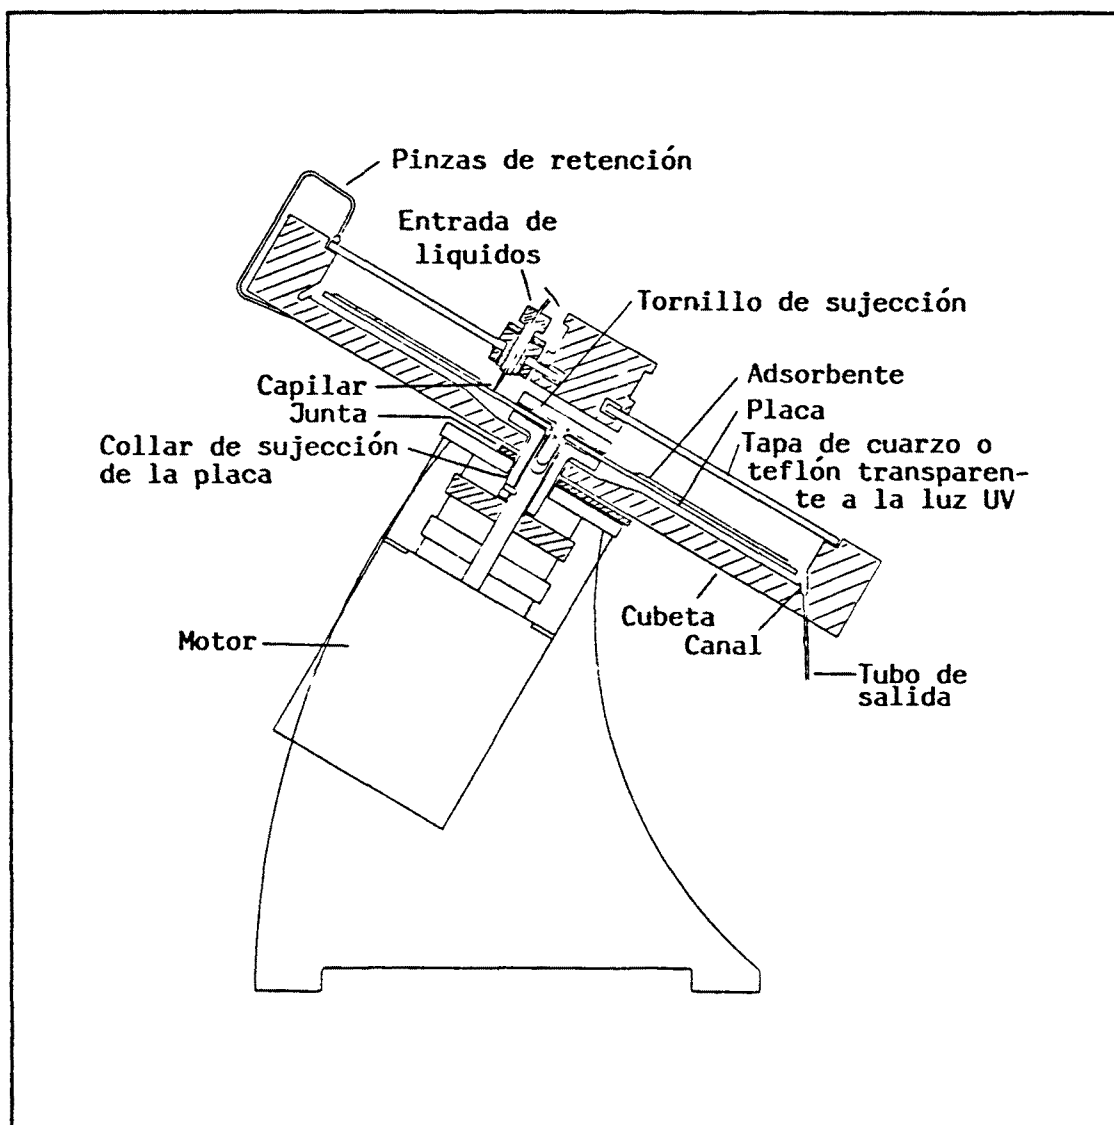 Pinzas de retención
Entrada de
liquidos
Tornillo de sujección
Capilar
Adsorbente
Junta
Placa
Collar de sujección
de la placa
Tapa de cuarzo o
teflón transparen-
te a la luz UV
Cubeta
Canal
Motor
Tubo de
salida